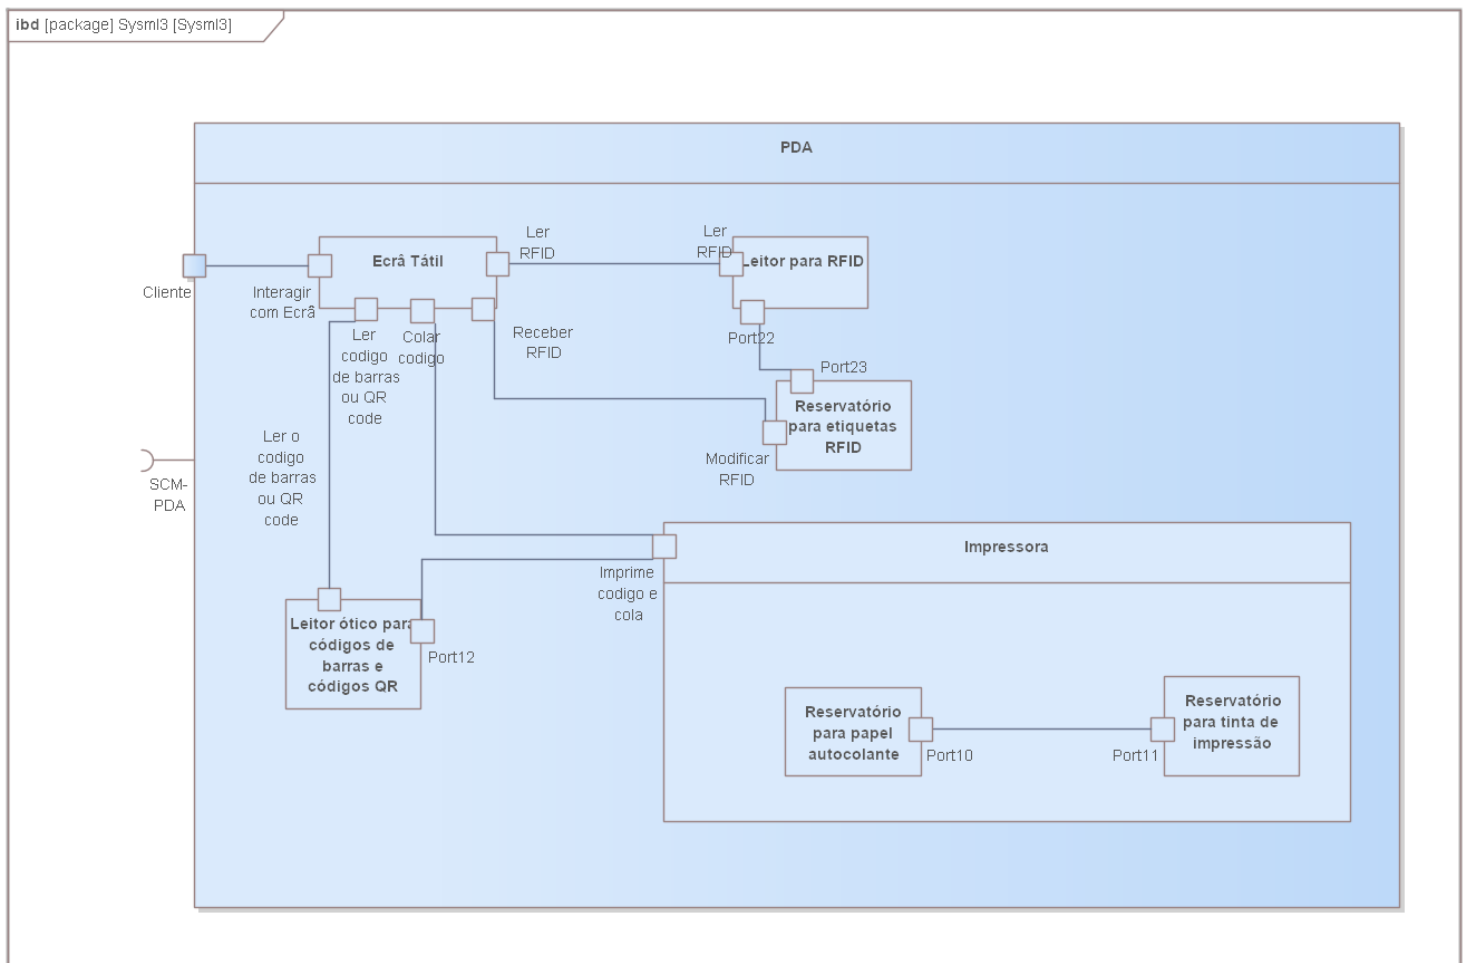 ibd [package] Sysml3 [Sysml3]
PDA
Cliente
Interagir
com Ecrâ
Ecrâ Tátil
Ler
RFID
Ler
RFID
Leitor para RFID
Ler
codigo
de barras
ou QR
code
Colar
codigo
Receber
RFID
Port22
Port23
Reservatório
para etiquetas
RFID
Modificar
RFID
Ler o
codigo
de barras
ou QR
code
SCM-
PDA
Impressora
Imprime
codigo e
cola
Leitor ótico para
códigos de
barras e
códigos QR
Port12
Reservatório
para papel
autocolante
Port10
Port11
Reservatório
para tinta de
impressão